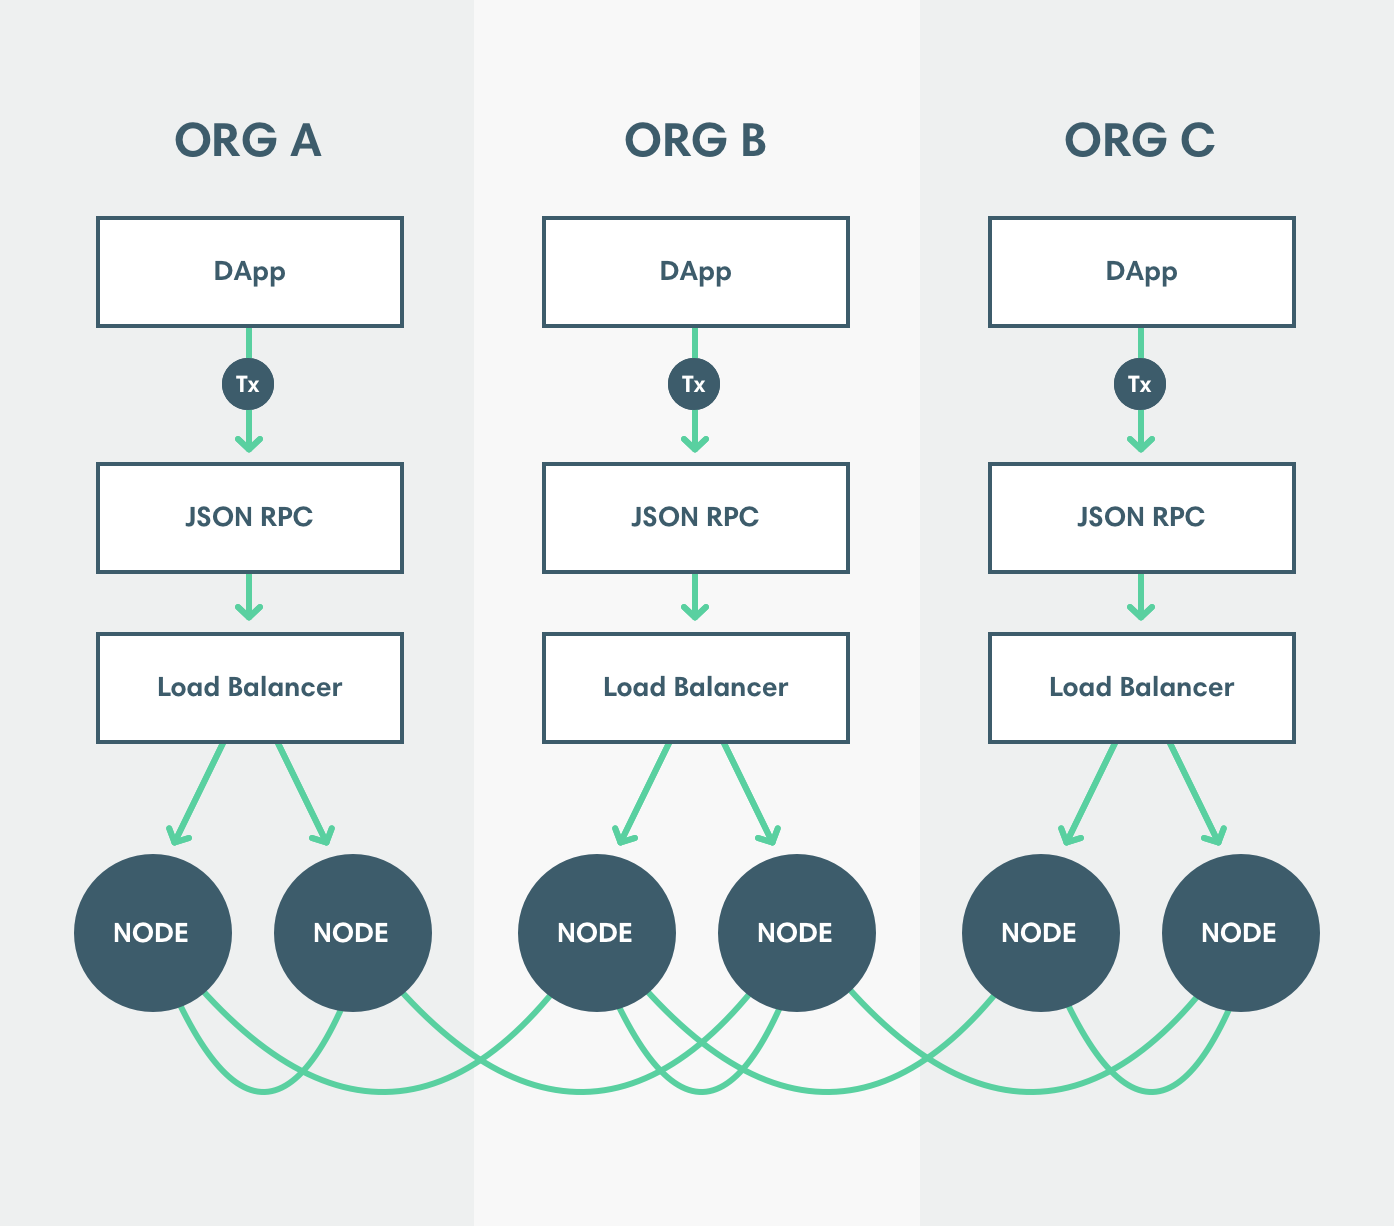 ORG A
ORG B
ORG C
DApp
DApp
DApp
Tx
Tx
Tx
JSON RPC
JSON RPC
JSON RPC
Load Balancer
Load Balancer
Load Balancer
NODE
NODE
NODE
NODE
NODE
NODE